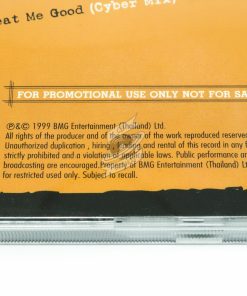 eat Me Good (Cyber Mix)
FOR PROMOTIONAL USE ONLY NOT FOR SA
℗&© 1999 BMG Entertainment (Thailand) Ltd.
All rights of the producer and of the owner of the work reproduced reserved
Unauthorized duplication , hiring, and renting of this record in any
strictly prohibited and a violation of applicable laws. Public performance an
broadcasting are encouraged.Property of BMG Entertainment (Thailand) L
for restricted used only. Subject to recall.